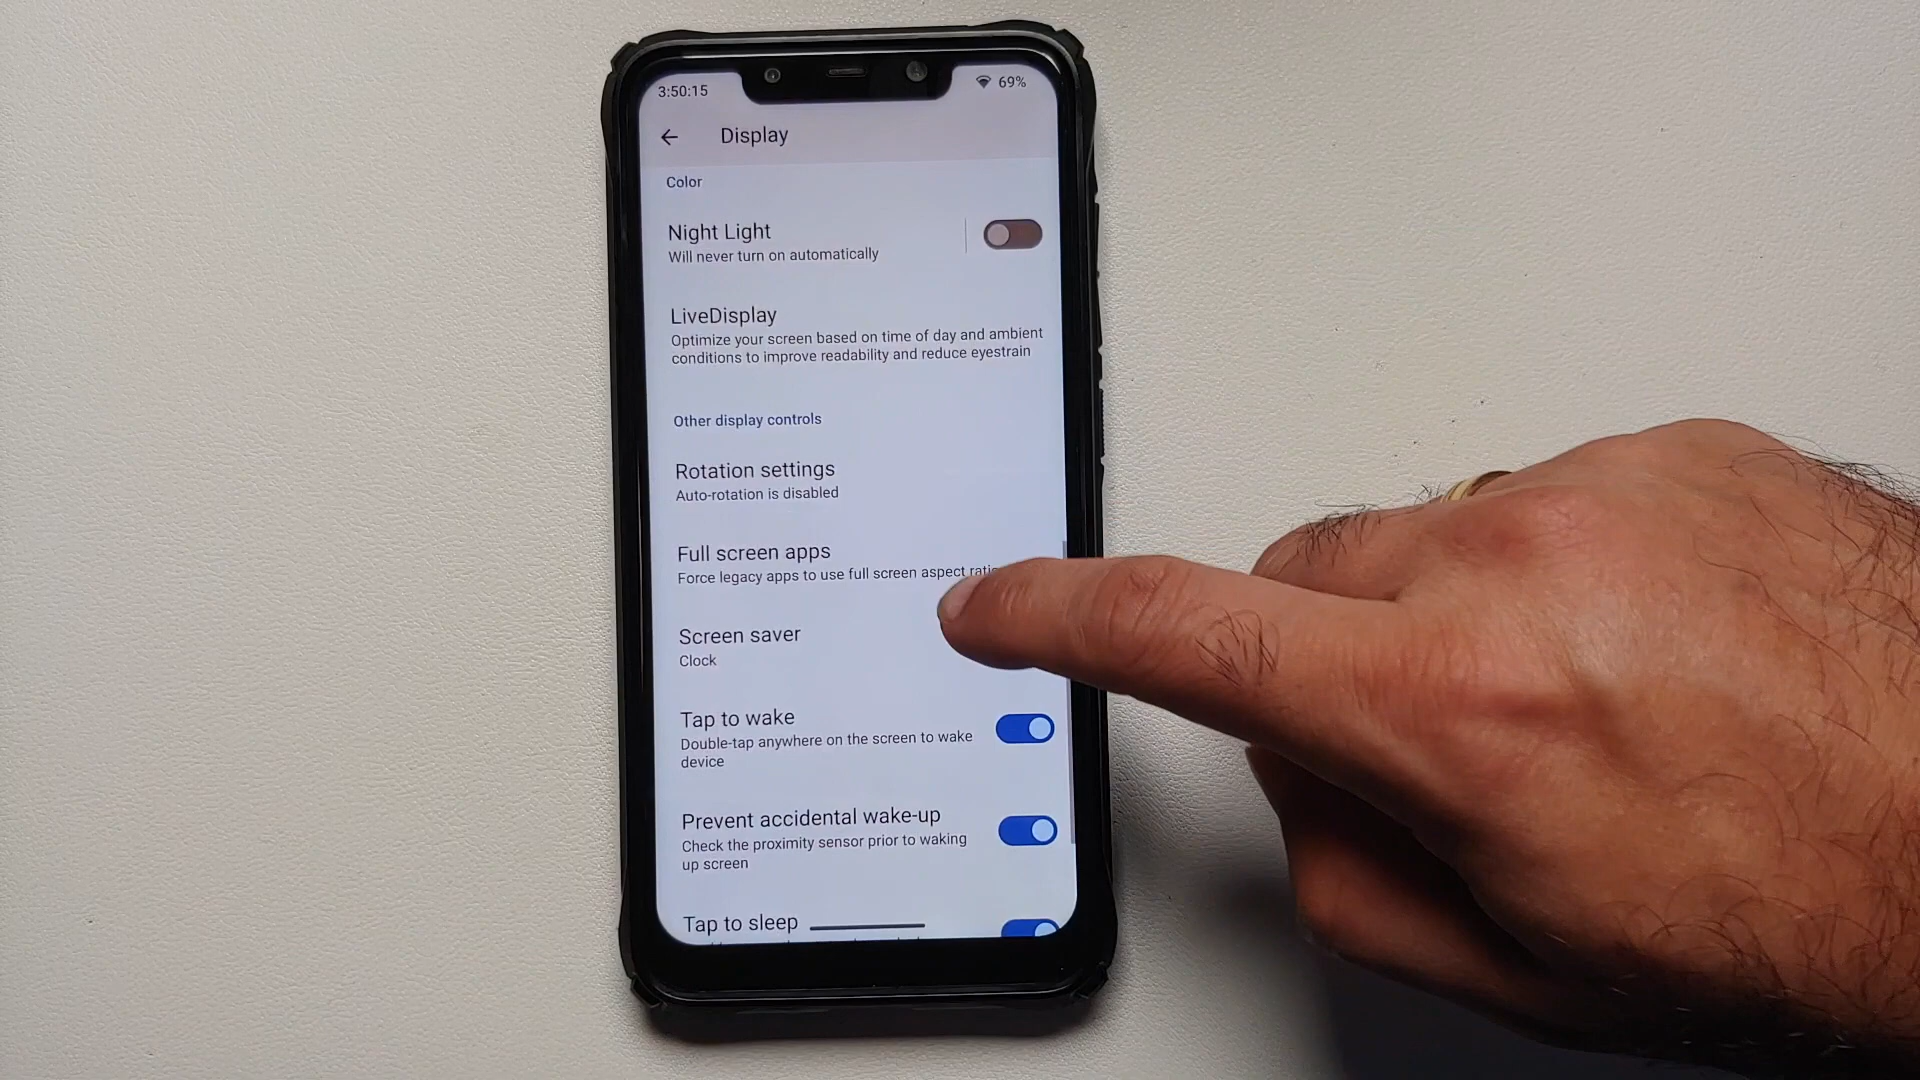 3:50:15
69%
Display
Color
Night Light
Will never turn on automatically
LiveDisplay
Optimize your screen based on time of day and ambient
conditions to improve readability and reduce eyestrain
Other display controls
Rotation settings
Auto-rotation is disabled
Full screen apps
Force legacy apps to use full screen aspect
Screen saver
Clock
Tap to wake
Double-tap anywhere on the screen to wake
device
Prevent accidental wake-up
Check the proximity sensor prior to waking
up screen
Tap to sleep